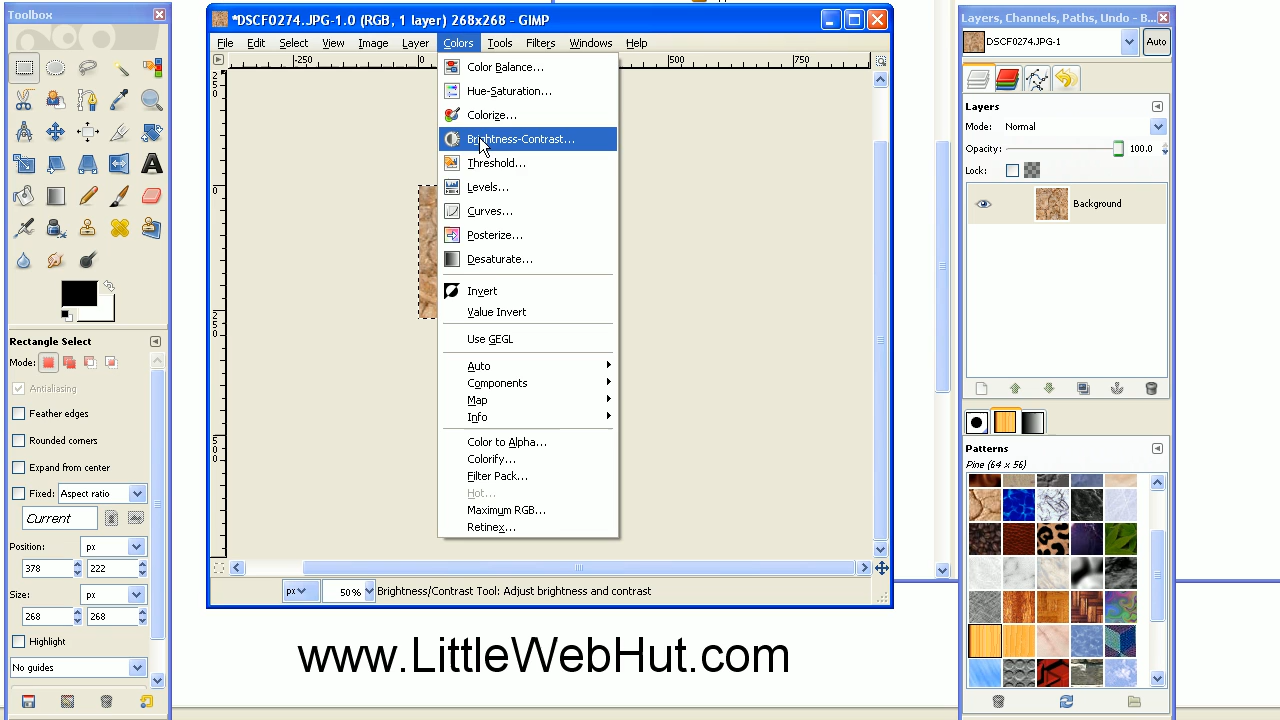 Toolbox
Rectangle Select
Mode:
Antialiasing
Feather edges
Rounded corners
Expand from center
Fixed: Aspect ratio
Current
Position: px
378 222
Size: px
268 268
Highlight
No guides
*DSCF0274.JPG-1.0 (RGB, 1 layer) 268x268 - GIMP
File Edit Select View Image Layer Colors Tools Filters Windows Help
-250 0 500 750
250
0
250
500
Color Balance...
Hue-Saturation...
Colorize...
Brightness-Contrast...
Threshold...
Levels...
Curves...
Posterize...
Desaturate...
Invert
Value Invert
Use GEGL
Auto
Components
Map
Info
Color to Alpha...
Colorify...
Filter Pack...
Hot...
Maximum RGB...
Retinex...
px 50% Brightness/Contrast Tool: Adjust brightness and contrast
www.LittleWebHut.com
Layers, Channels, Paths, Undo - B...
DSCF0274.JPG-1 Auto
Layers
Mode: Normal
Opacity: 100.0
Lock:
Background
Patterns
Pine (64 x 56)